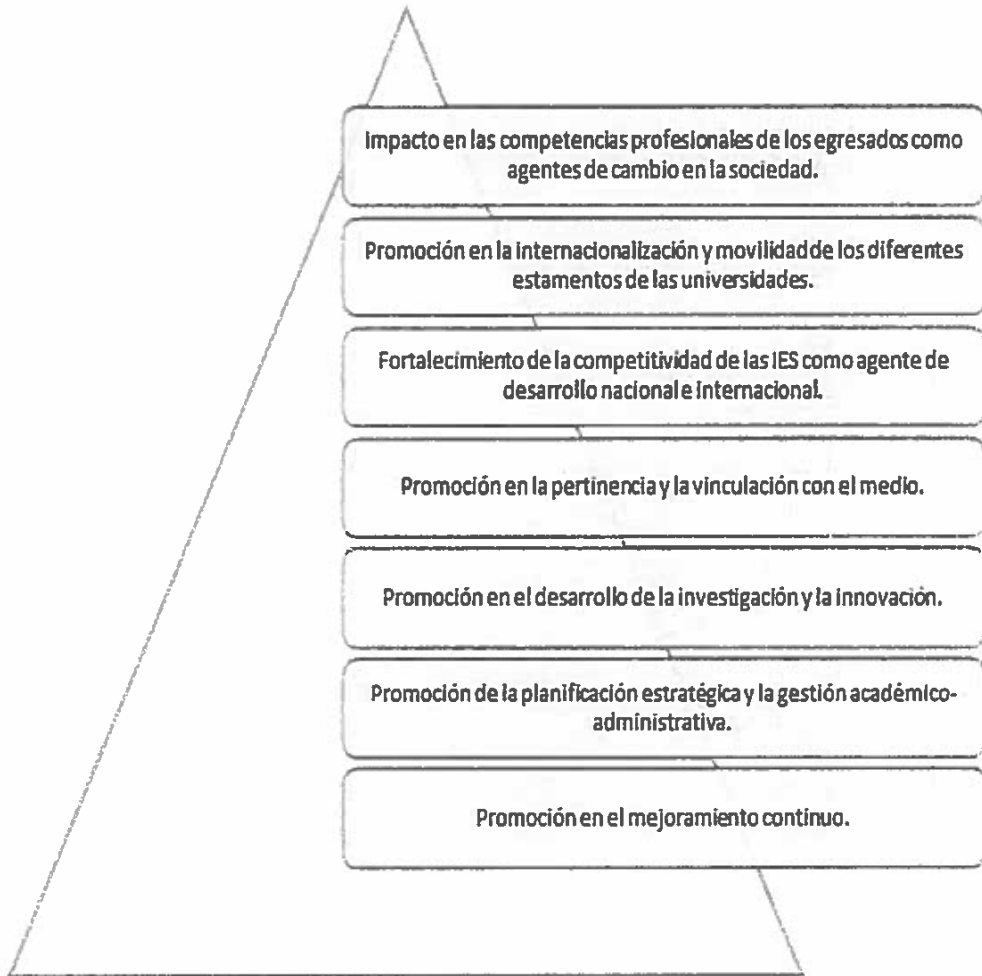 Impacto en las competencias profesionales de los egresados como
agentes de cambio en la sociedad.
Promoción en la internacionalización y movilidad de los diferentes
estamentos de las universidades.
Fortalecimiento de la competitividad de las IES como agente de
desarrollo nacional e internacional.
Promoción en la pertinencia y la vinculación con el medio.
Promoción en el desarrollo de la investigación y la innovación.
Promoción de la planificación estratégica y la gestión académico-
administrativa.
Promoción en el mejoramiento continuo.